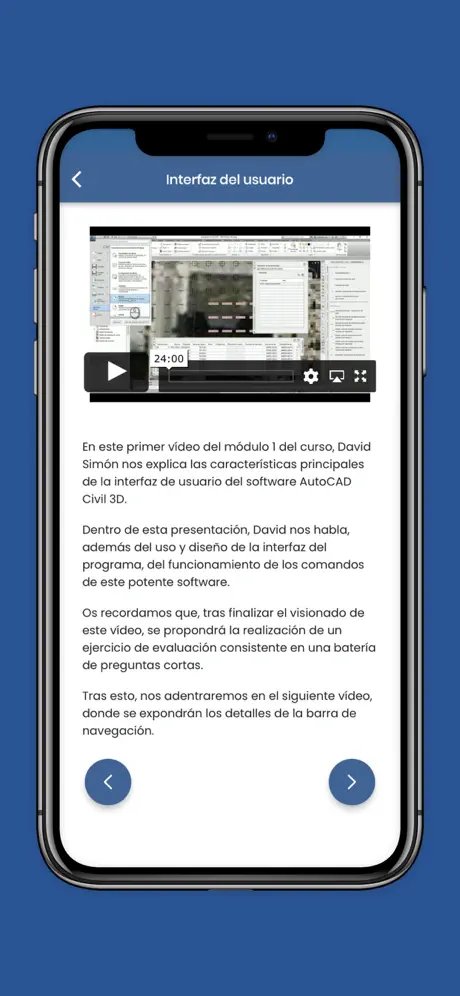 Interfaz del usuario
24:00
En este primer vídeo del módulo 1 del curso, David
Simón nos explica las características principales
de la interfaz de usuario del software AutoCAD
Civil 3D.
Dentro de esta presentación, David nos habla,
además del uso y diseño de la interfaz del
programa, del funcionamiento de los comandos
de este potente software.
Os recordamos que, tras finalizar el visionado de
este vídeo, se propondrá la realización de un
ejercicio de evaluación consistente en una batería
de preguntas cortas.
Tras esto, nos adentraremos en el siguiente vídeo,
donde se expondrán los detalles de la barra de
navegación.